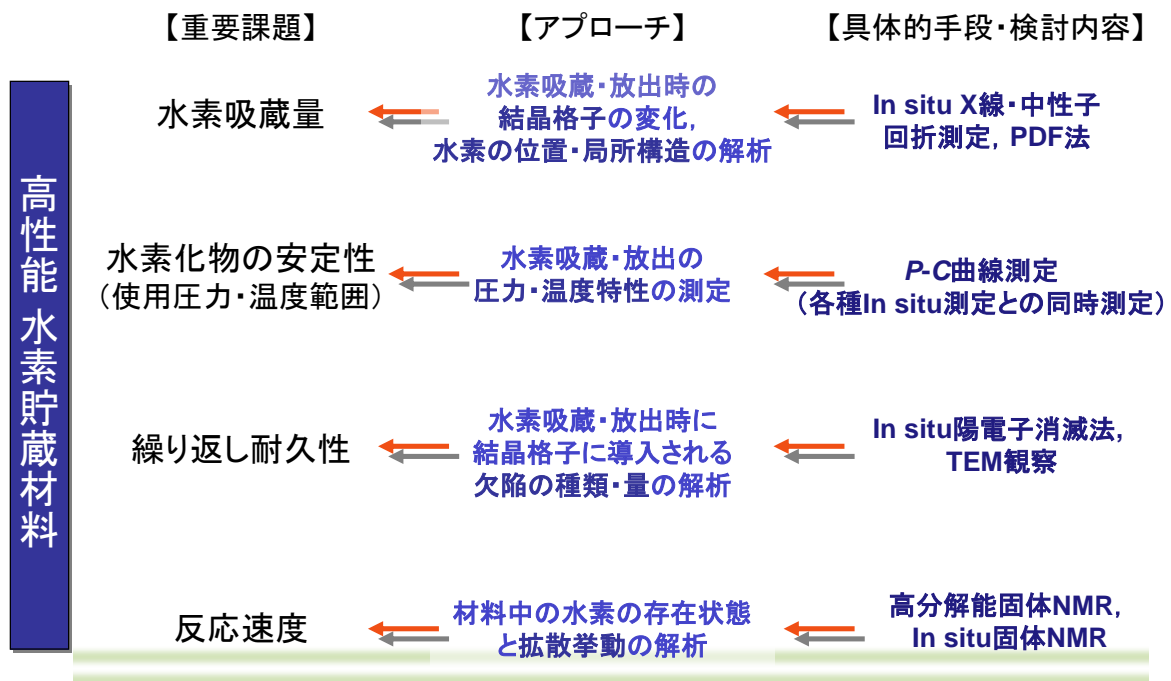 【重要課題】
【アプローチ】
【具体的手段・検討内容】
高性能 水素貯蔵材料
水素吸蔵量
水素吸蔵・放出時の
結晶格子の変化,
水素の位置・局所構造の解析
In situ X線・中性子
回折測定, PDF法
水素化物の安定性
（使用圧力・温度範囲）
水素吸蔵・放出の
圧力・温度特性の測定
P-C曲線測定
（各種In situ測定との同時測定）
繰り返し耐久性
水素吸蔵・放出時に
結晶格子に導入される
欠陥の種類・量の解析
In situ陽電子消滅法,
TEM観察
反応速度
材料中の水素の存在状態
と拡散挙動の解析
高分解能固体NMR,
In situ固体NMR